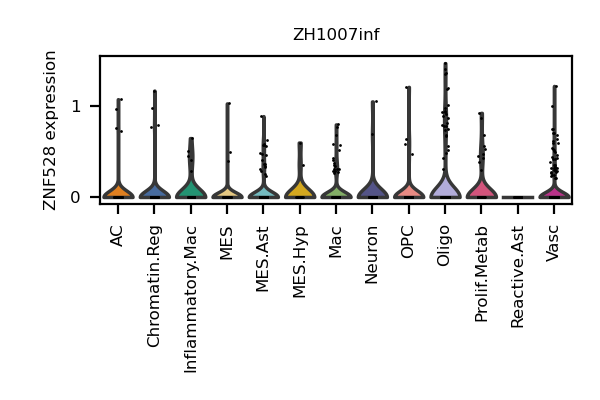 ZH1007inf
ZNF528 expression
1
0
AC
Chromatin.Reg
Inflammatory.Mac
MES
MES.Ast
MES.Hyp
Mac
Neuron
OPC
Oligo
Prolif.Metab
Reactive.Ast
Vasc